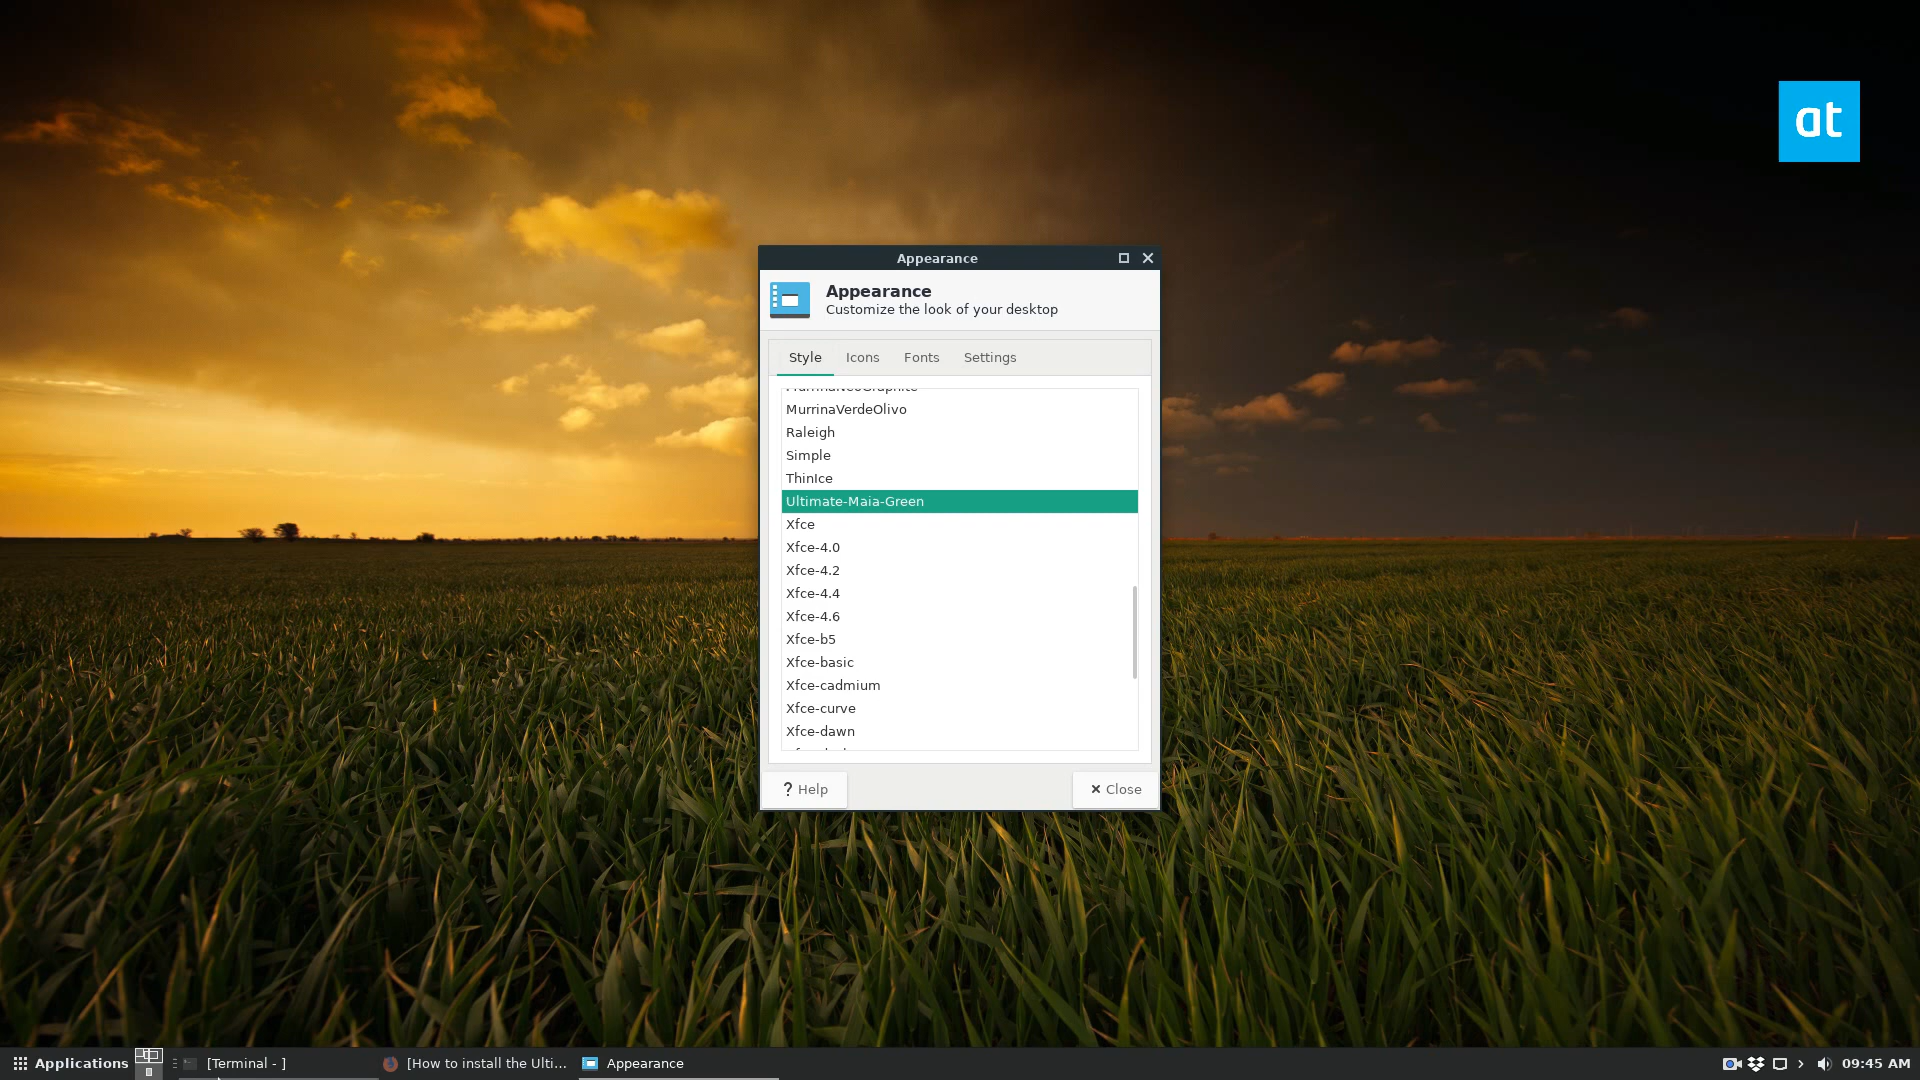 at
Appearance
Appearance
Customize the look of your desktop
Style Icons Fonts Settings
MurrinaNeoGraphite
MurrinaVerdeOlivo
Raleigh
Simple
ThinIce
Ultimate-Maia-Green
Xfce
Xfce-4.0
Xfce-4.2
Xfce-4.4
Xfce-4.6
Xfce-b5
Xfce-basic
Xfce-cadmium
Xfce-curve
Xfce-dawn
? Help × Close
Applications [Terminal - ] [How to install the Ulti... Appearance 09:45 AM